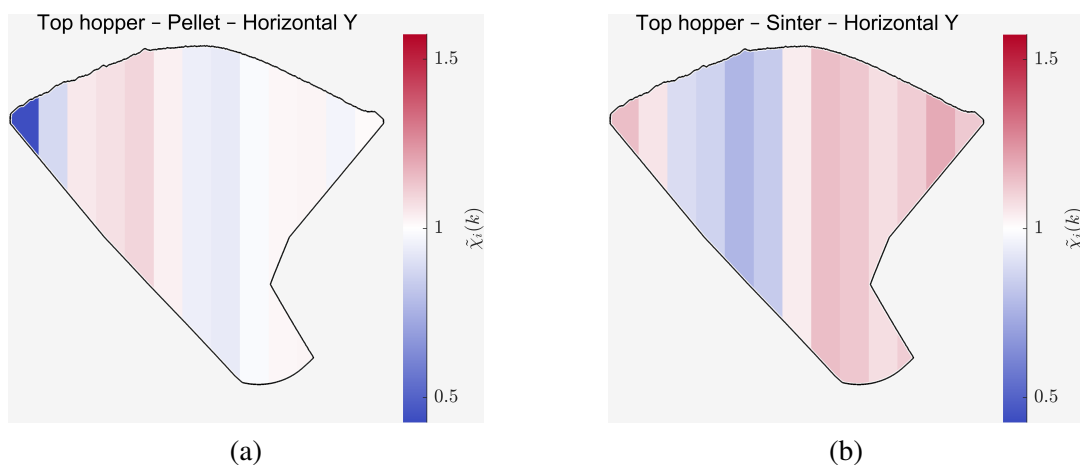 Top hopper – Pellet – Horizontal Y
1.5
1
0.5
χ̃ᵢ(k)
(a)
Top hopper – Sinter – Horizontal Y
1.5
1
0.5
χ̃ᵢ(k)
(b)